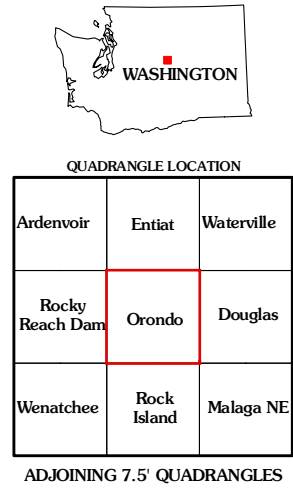 WASHINGTON
QUADRANGLE LOCATION
Ardenvoir
Entiat
Waterville
Rocky
Reach Dam
Orondo
Douglas
Wenatchee
Rock
Island
Malaga NE
ADJOINING 7.5' QUADRANGLES